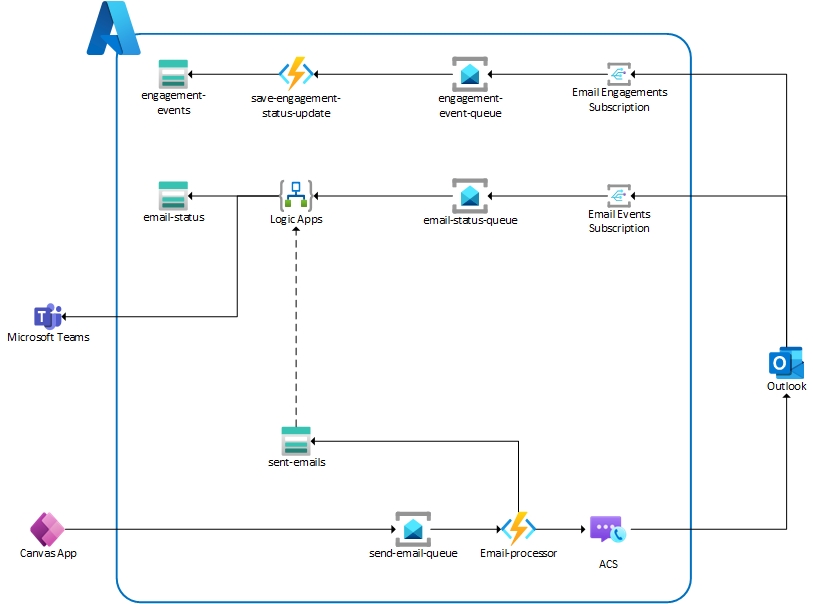 engagement-
events
save-engagement-
status-update
engagement-
event-queue
Email Engagements
Subscription
email-status
Logic Apps
email-status-queue
Email Events
Subscription
T
Microsoft Teams
O
Outlook
sent-emails
Canvas App
send-email-queue
Email-processor
ACS